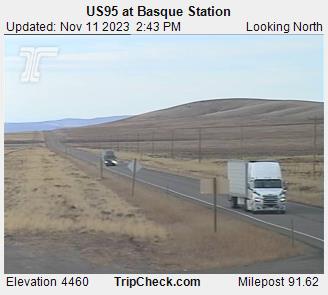 US95 at Basque Station
Updated: Nov 11 2023 2:43 PM Looking North
Elevation 4460 TripCheck.com Milepost 91.62